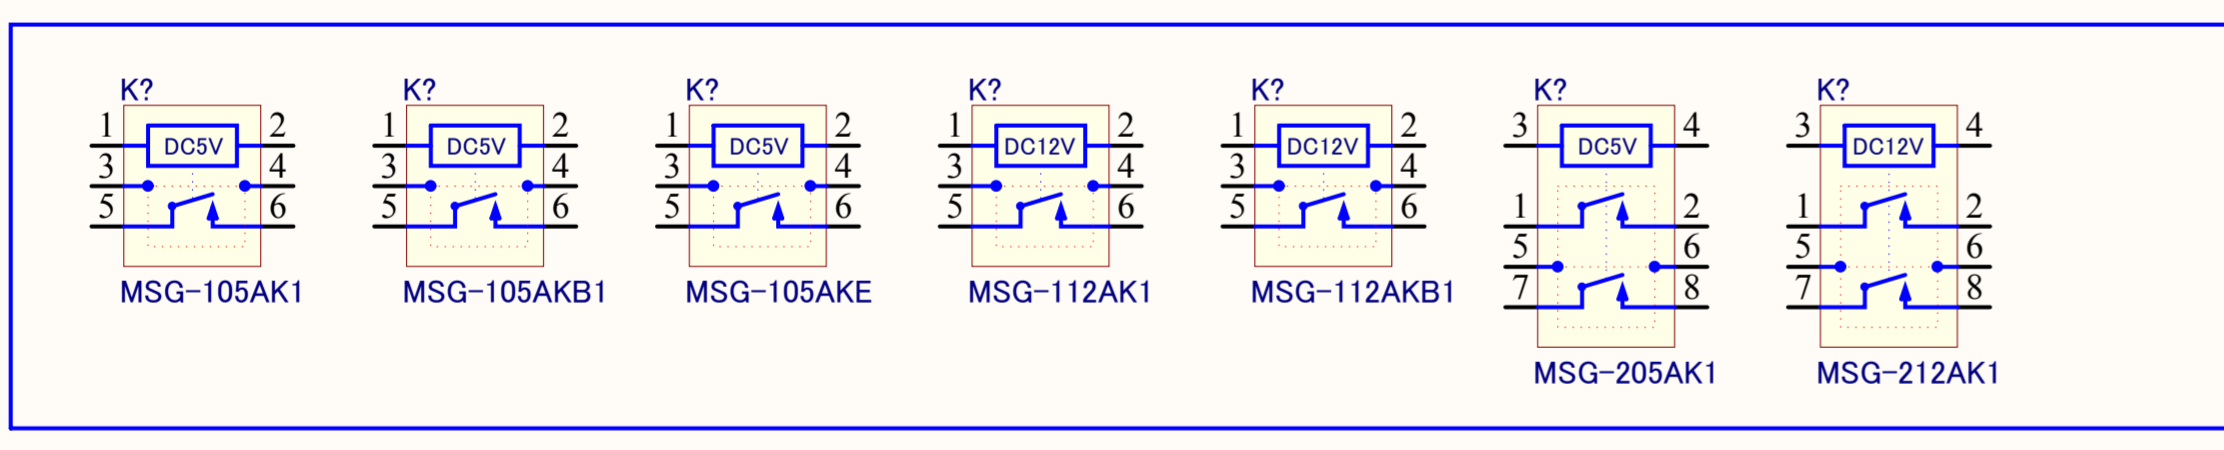 K? K? K? K? K? K? K?
1 DC5V 2 1 DC5V 2 1 DC5V 2 1 DC12V 2 1 DC12V 2 3 DC5V 4 3 DC12V 4
3 4 3 4 3 4 3 4 3 4
5 6 5 6 5 6 5 6 5 6 1 2 1 2
5 6 5 6
7 8 7 8
MSG-105AK1 MSG-105AKB1 MSG-105AKE MSG-112AK1 MSG-112AKB1
MSG-205AK1 MSG-212AK1